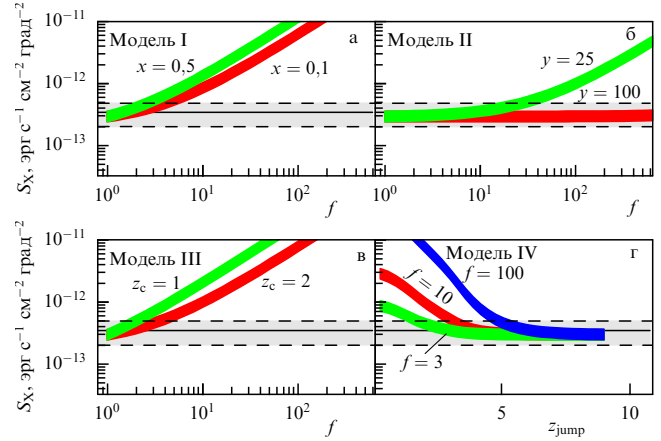 S_X, эрг с⁻¹ см⁻² град⁻²
10⁻¹¹
10⁻¹²
10⁻¹³
Модель I
а
x = 0,5
x = 0,1
10⁰
10¹
10²
f
Модель II
б
y = 25
y = 100
10⁰
10¹
10²
f
S_X, эрг с⁻¹ см⁻² град⁻²
10⁻¹¹
10⁻¹²
10⁻¹³
Модель III
в
z_c = 1
z_c = 2
10⁰
10¹
10²
f
Модель IV
г
f = 100
f = 10
f = 3
5
10
z_jump